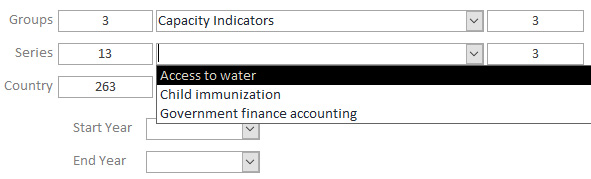 Groups 3 Capacity Indicators 3
Series 13 3
Access to water
Child immunization
Country 263
Government finance accounting
Start Year
End Year